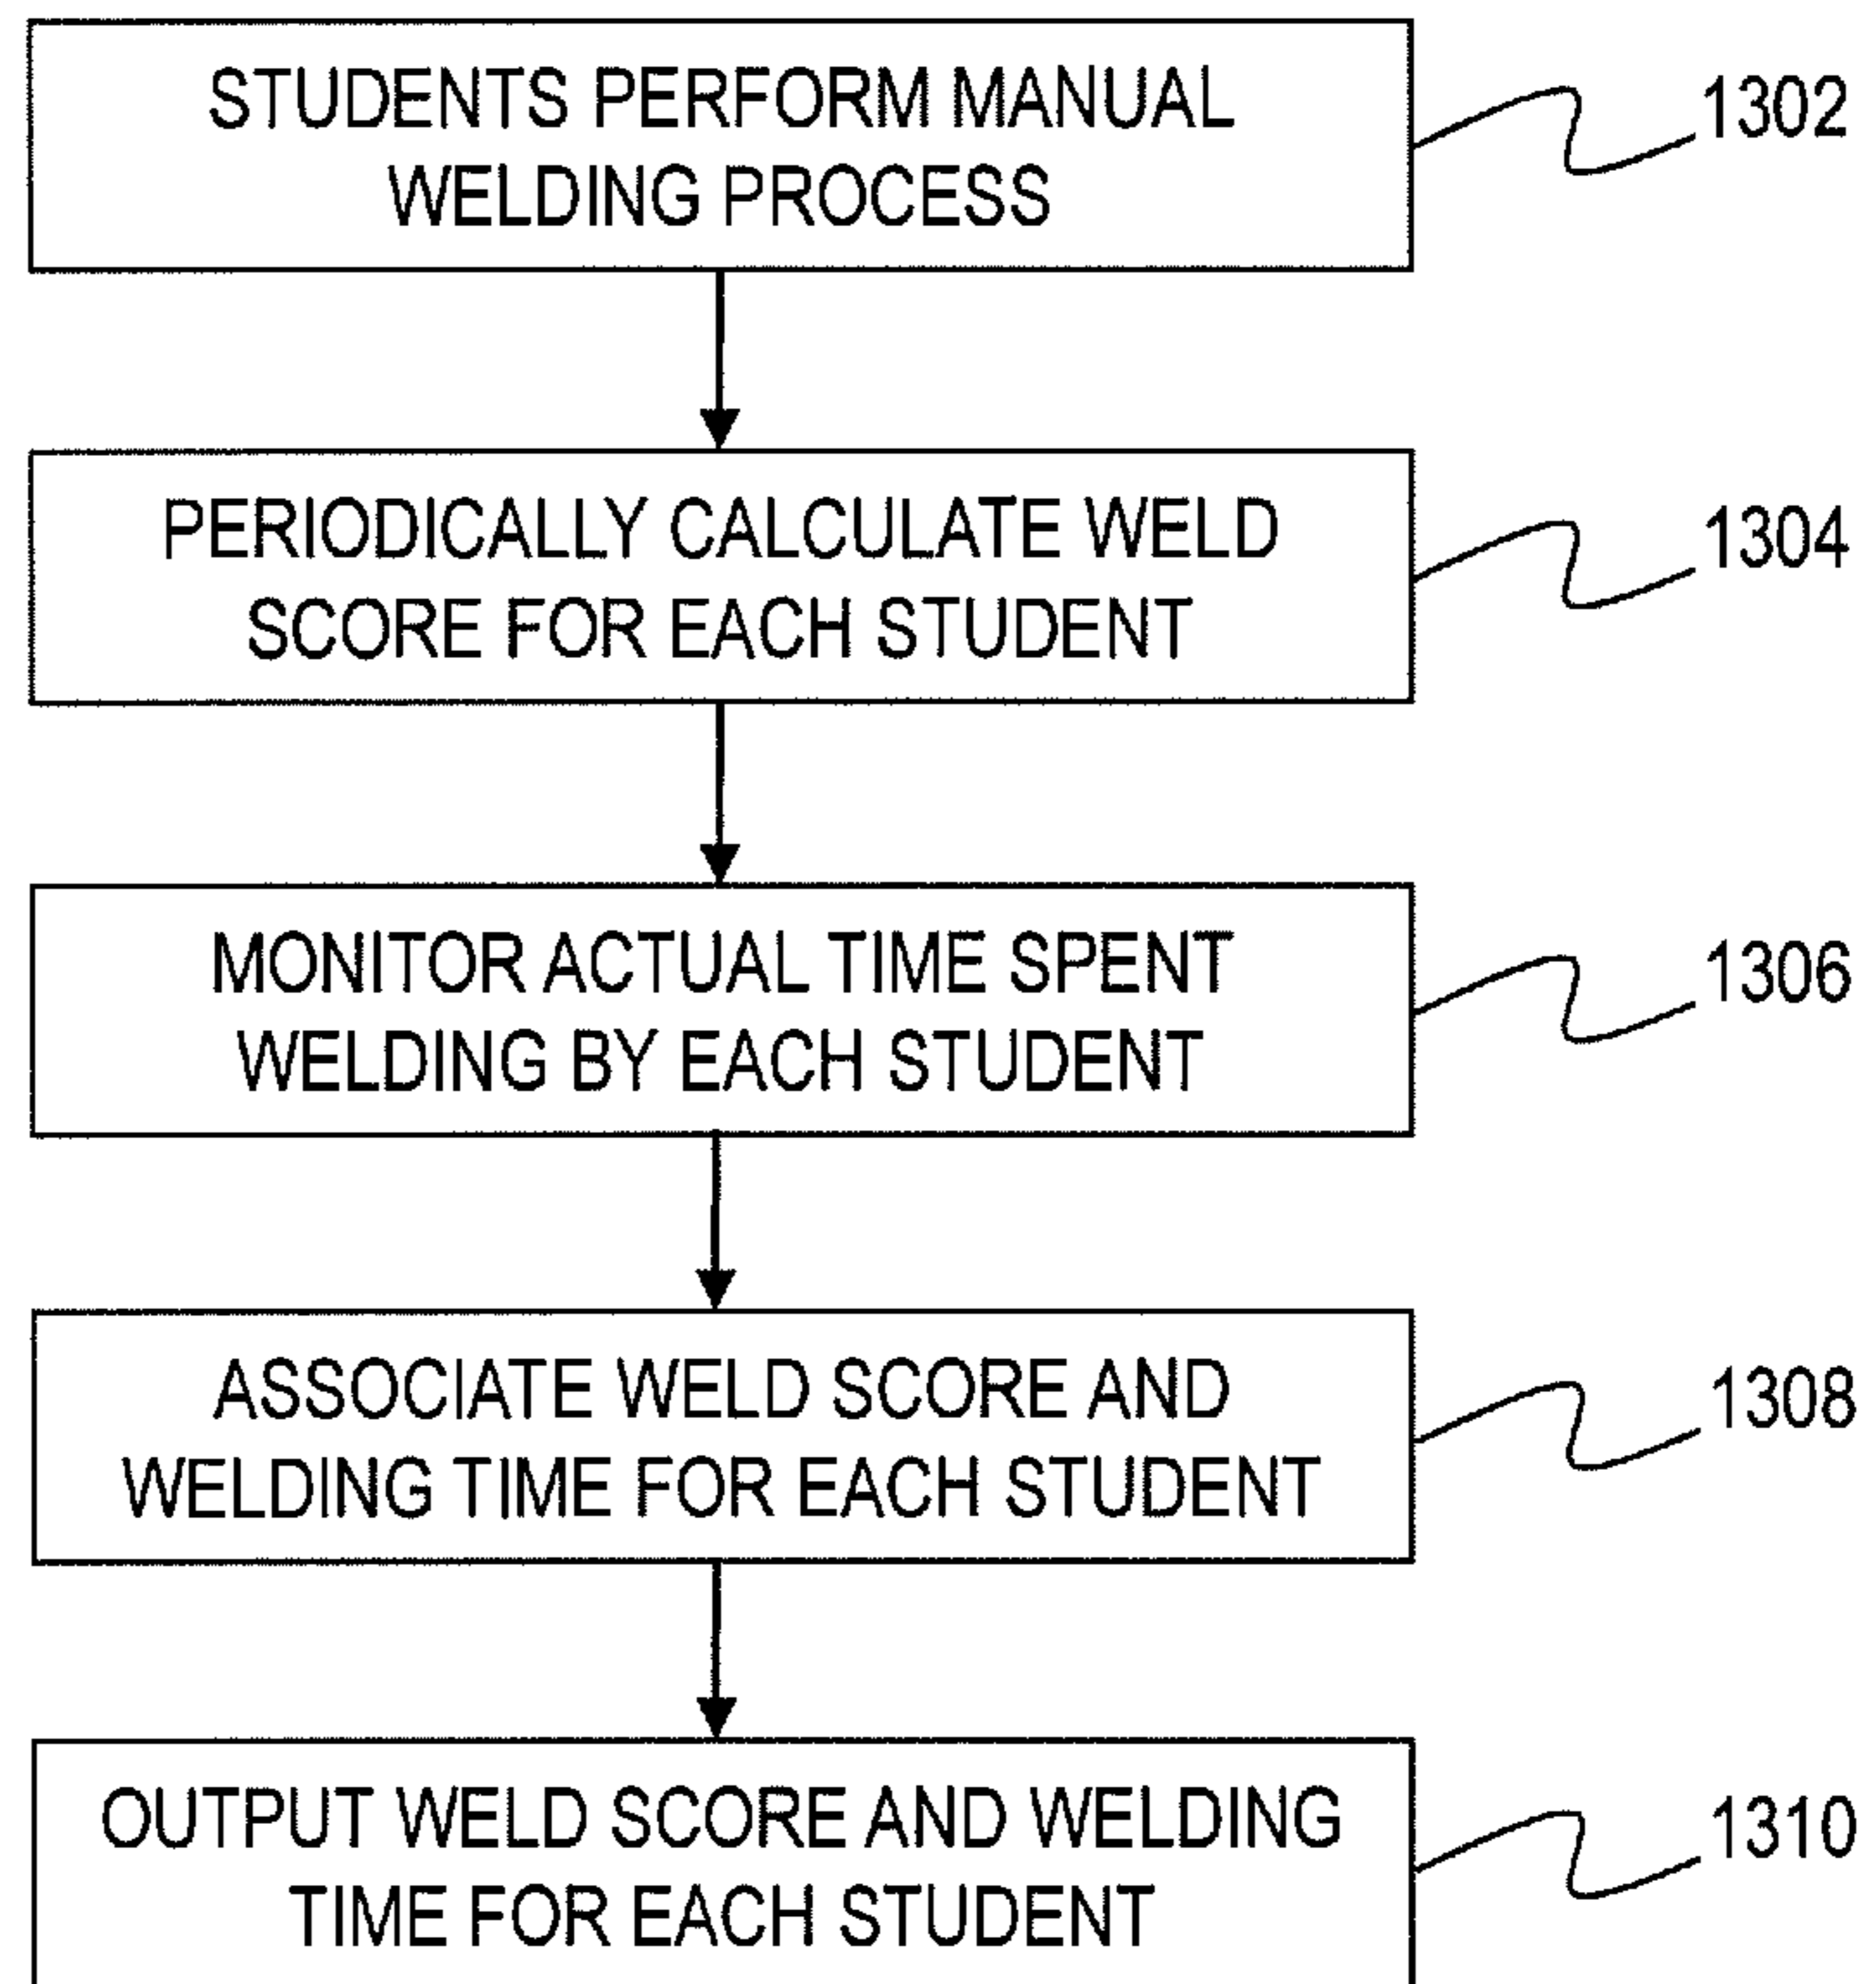 STUDENTS PERFORM MANUAL
WELDING PROCESS
1302
PERIODICALLY CALCULATE WELD
SCORE FOR EACH STUDENT
1304
MONITOR ACTUAL TIME SPENT
WELDING BY EACH STUDENT
1306
ASSOCIATE WELD SCORE AND
WELDING TIME FOR EACH STUDENT
1308
OUTPUT WELD SCORE AND WELDING
TIME FOR EACH STUDENT
1310